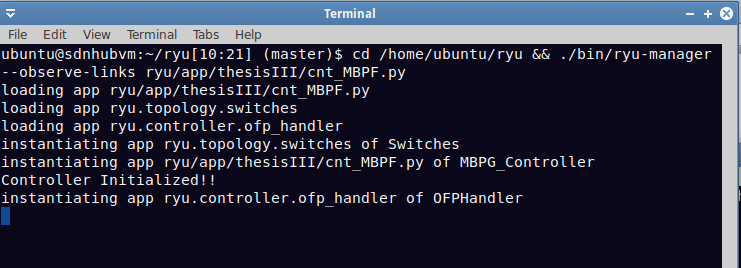 Terminal
File Edit View Terminal Tabs Help
ubuntu@sdnhubvm:~/ryu[10:21] (master)$ cd /home/ubuntu/ryu && ./bin/ryu-manager
--observe-links ryu/app/thesisIII/cnt_MBPF.py
loading app ryu/app/thesisIII/cnt_MBPF.py
loading app ryu.topology.switches
loading app ryu.controller.ofp_handler
instantiating app ryu.topology.switches of Switches
instantiating app ryu/app/thesisIII/cnt_MBPF.py of MBPG_Controller
Controller Initialized!!
instantiating app ryu.controller.ofp_handler of OFPHandler